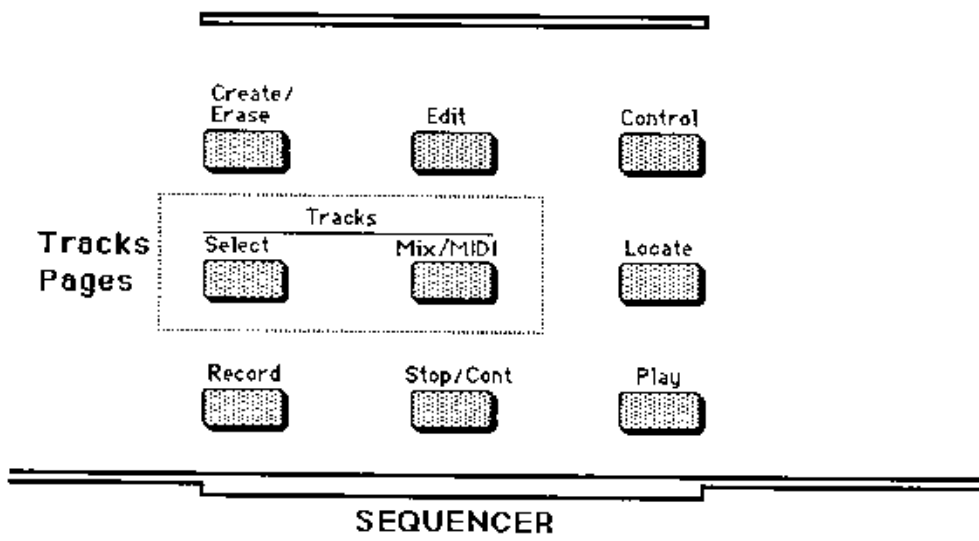 Create/
Erase
Edit
Control
Tracks
Pages
Tracks
Select
Mix/MIDI
Locate
Record
Stop/Cont
Play
SEQUENCER